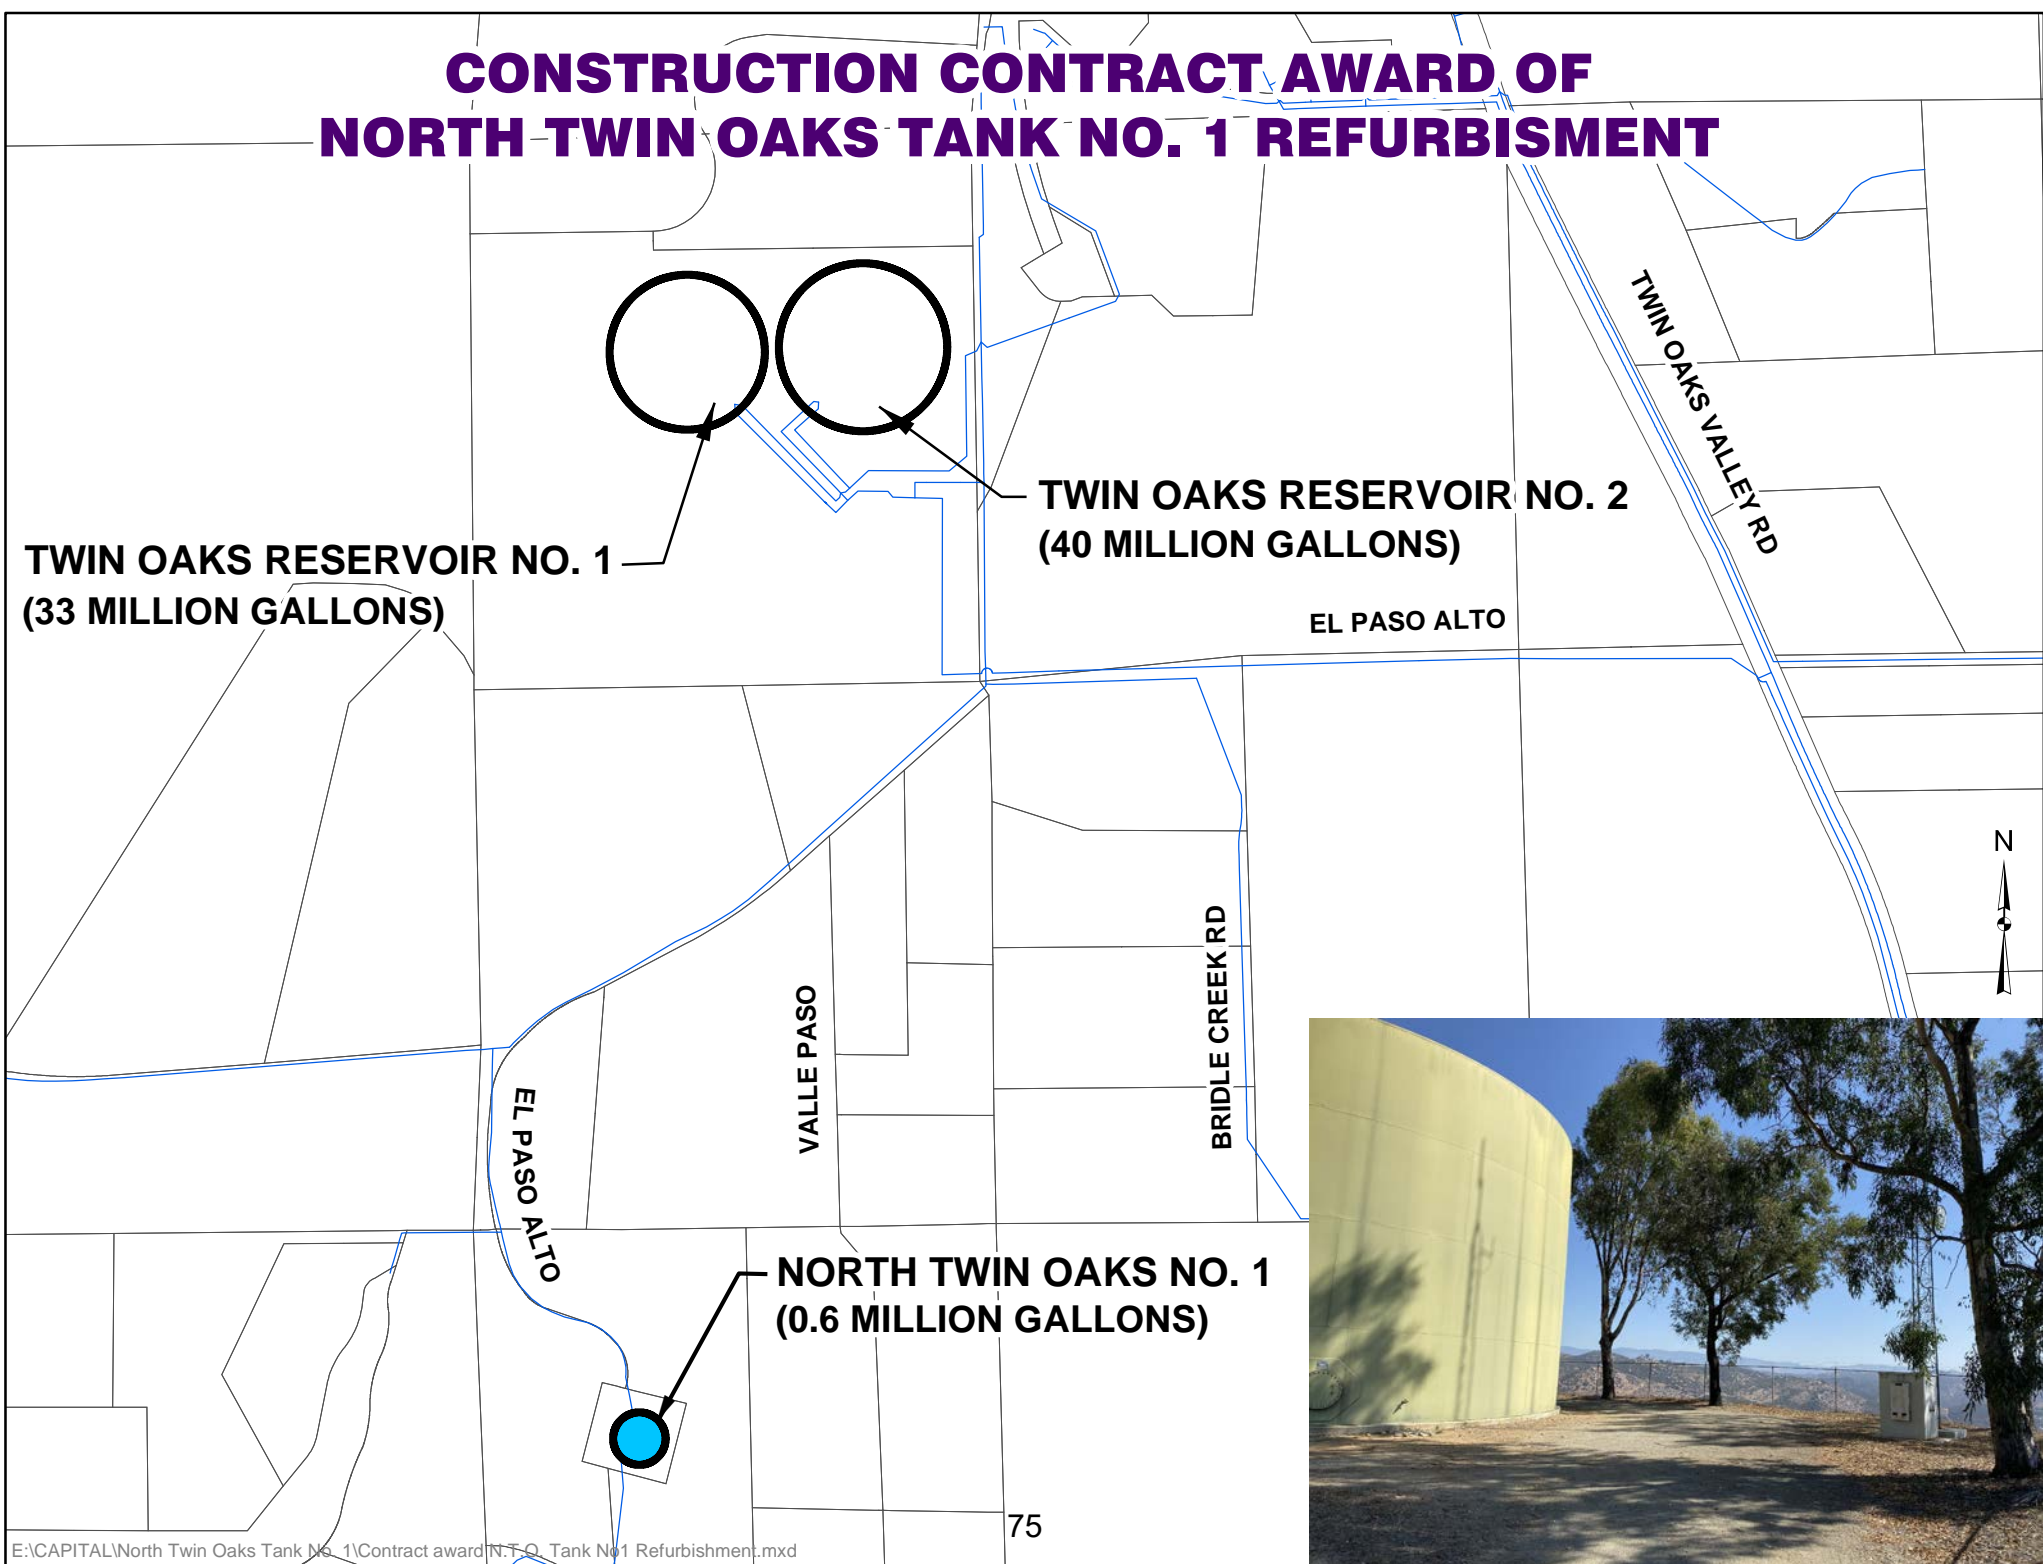 CONSTRUCTION CONTRACT AWARD OF
NORTH TWIN OAKS TANK NO. 1 REFURBISMENT
TWIN OAKS VALLEY RD
TWIN OAKS RESERVOIR NO. 2
(40 MILLION GALLONS)
TWIN OAKS RESERVOIR NO. 1
(33 MILLION GALLONS)
EL PASO ALTO
N
BRIDLE CREEK RD
VALLE PASO
EL PASO ALTO
NORTH TWIN OAKS NO. 1
(0.6 MILLION GALLONS)
75
E:\CAPITAL\North Twin Oaks Tank No. 1\Contract award N.T.O. Tank No1 Refurbishment.mxd